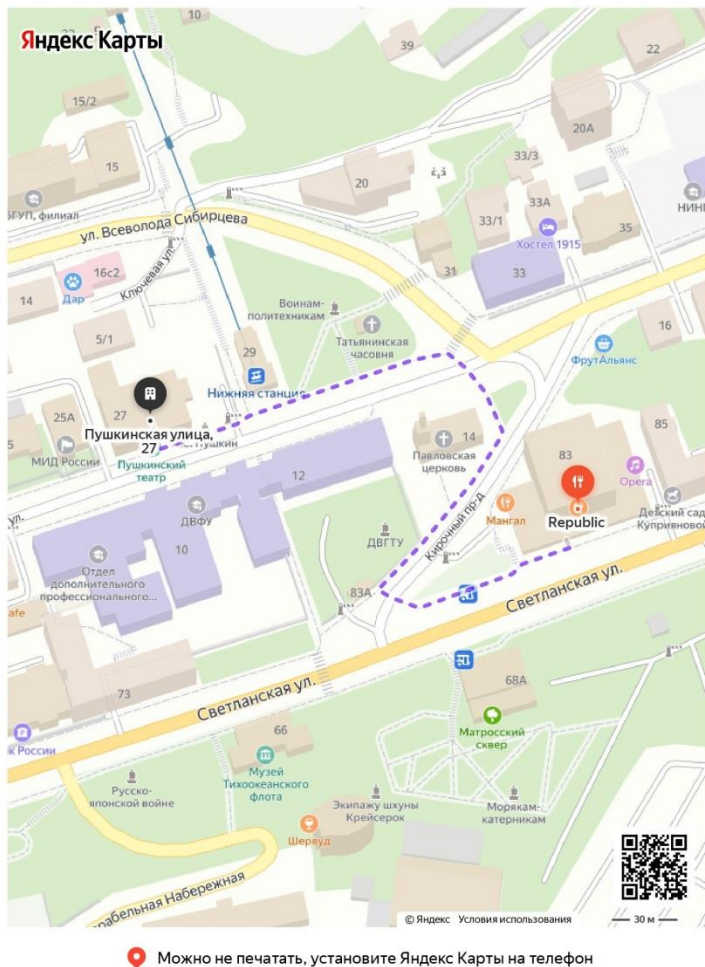 Яндекс Карты
10
39
22
15/2
20А
15
33/3
33А
20
33/1
35
БГУП, филиал
ул. Всеволода Сибирцева
Хостел 1915
33
31
16с2
Дар
Ключевая ул.
14
5/1
Воинам-
политехникам
Татьянинская
часовня
16
ФрутАльянс
29
Нижняя станция
25А
27
Пушкинская улица,
27
МИД России
Пушкинский
театр
ул.
12
14
Павловская
церковь
83
85
Opera
Мангал
Republic
Детский сад
Куприяновой
ДВФУ
10
ДВГТУ
Кирочный пр-д
Отдел
дополнительного
профессионального...
83А
Светланская ул.
73
Светланская ул.
68А
Матросский
сквер
к России
66
Музей
Тихоокеанского
флота
Русско-
японской войне
Экипажу шхуны
Крейсерок
Морякам-
катерникам
Шервуд
рабельная Набережная
© Яндекс Условия использования
30 м
Можно не печатать, установите Яндекс Карты на телефон